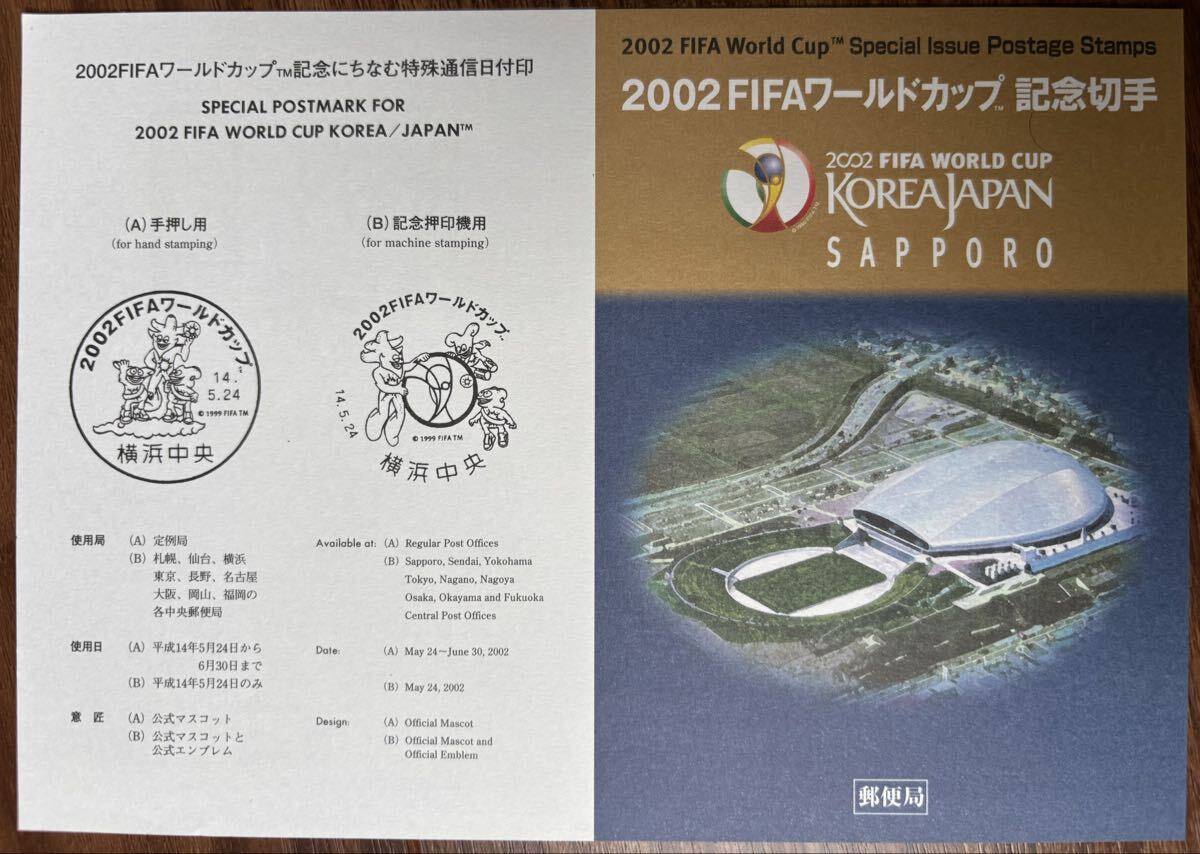 2002FIFAワールドカップ™記念にちなむ特殊通信日付印
SPECIAL POSTMARK FOR
2002 FIFA WORLD CUP KOREA/JAPAN™
(A) 手押し用
(for hand stamping)
(B) 記念押印機用
(for machine stamping)
2002FIFAワールドカップ™
14.
5.24
© 1999 FIFA TM
横浜中央
2002FIFAワールドカップ™
14.5.24
© 1999 FIFA TM
横浜中央
使用局 (A) 定例局
(B) 札幌、仙台、横浜
東京、長野、名古屋
大阪、岡山、福岡の
各中央郵便局
使用日 (A) 平成14年5月24日から
6月30日まで
(B) 平成14年5月24日のみ
意 匠 (A) 公式マスコット
(B) 公式マスコットと
公式エンブレム
Available at: (A) Regular Post Offices
(B) Sapporo, Sendai, Yokohama
Tokyo, Nagano, Nagoya
Osaka, Okayama and Fukuoka
Central Post Offices
Date: (A) May 24~June 30, 2002
(B) May 24, 2002
Design: (A) Official Mascot
(B) Official Mascot and
Official Emblem
2002 FIFA World Cup™ Special Issue Postage Stamps
2002 FIFAワールドカップ™ 記念切手
2002 FIFA WORLD CUP
KOREA JAPAN
© 1999 FIFA TM
SAPPORO
郵便局